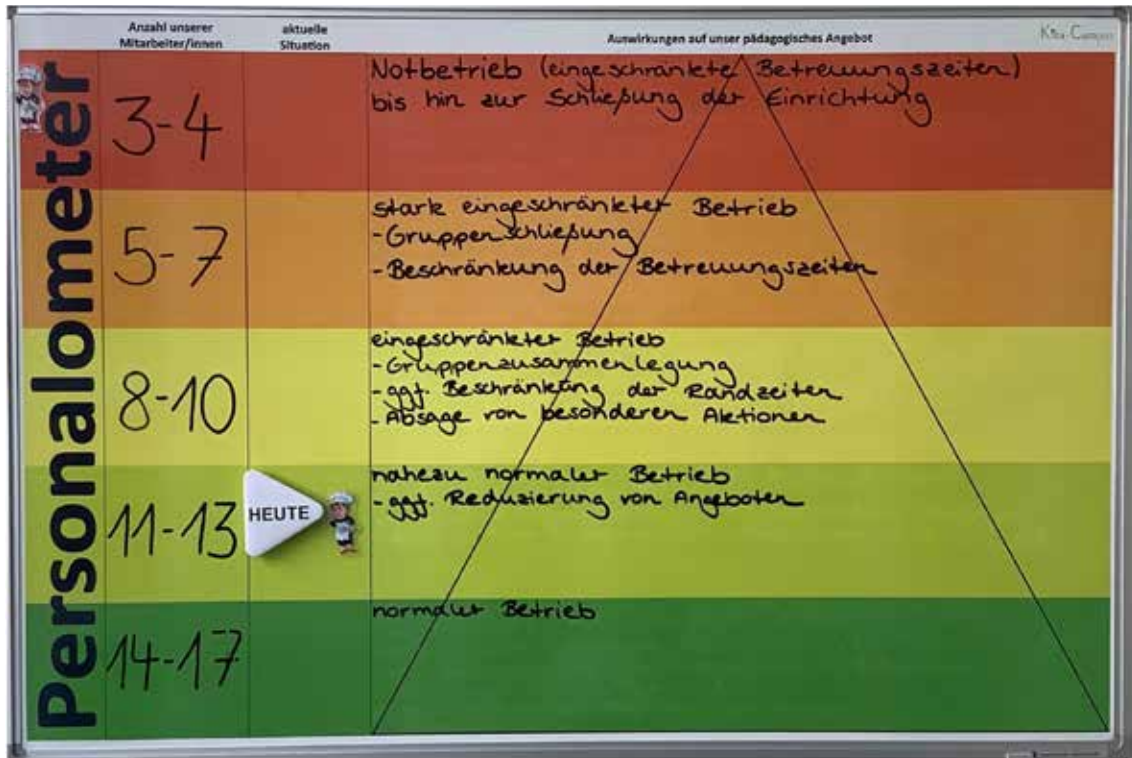 Anzahl unserer
Mitarbeiter/innen
aktuelle
Situation
Auswirkungen auf unser pädagogisches Angebot
Kita-Campus
Personalometer
3-4
Notbetrieb (eingeschränkte Betreuungszeiten)
bis hin zur Schließung der Einrichtung
5-7
stark eingeschränkter Betrieb
-Gruppenschließung
-Beschränkung der Betreuungszeiten
8-10
eingeschränkter Betrieb
-Gruppenzusammenlegung
-ggf. Beschränkung der Randzeiten
-Absage von besonderen Aktionen
11-13
HEUTE
nahezu normaler Betrieb
-ggf. Reduzierung von Angeboten
14-17
normaler Betrieb